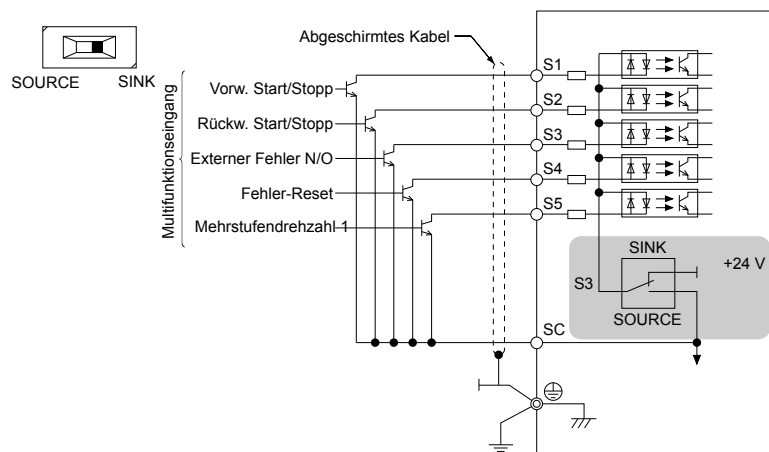 SOURCE SINK
Abgeschirmtes Kabel
Multifunktionseingang
Vorw. Start/Stopp
Rückw. Start/Stopp
Externer Fehler N/O
Fehler-Reset
Mehrstufendrehzahl 1
S1
S2
S3
S4
S5
SINK
+24 V
S3
SOURCE
SC